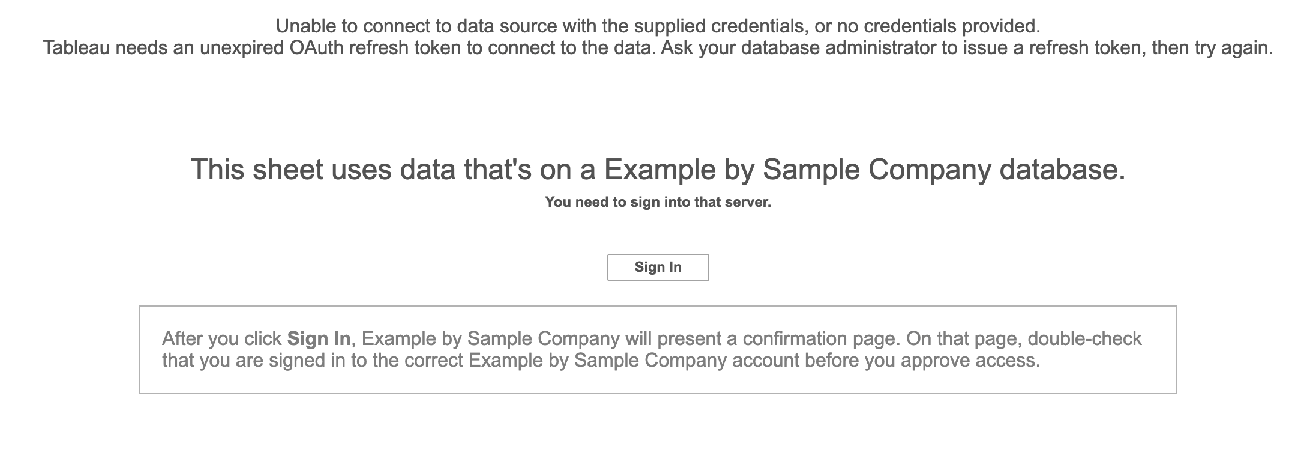 Unable to connect to data source with the supplied credentials, or no credentials provided.
Tableau needs an unexpired OAuth refresh token to connect to the data. Ask your database administrator to issue a refresh token, then try again.
This sheet uses data that's on a Example by Sample Company database.
You need to sign into that server.
Sign In
After you click Sign In, Example by Sample Company will present a confirmation page. On that page, double-check
that you are signed in to the correct Example by Sample Company account before you approve access.